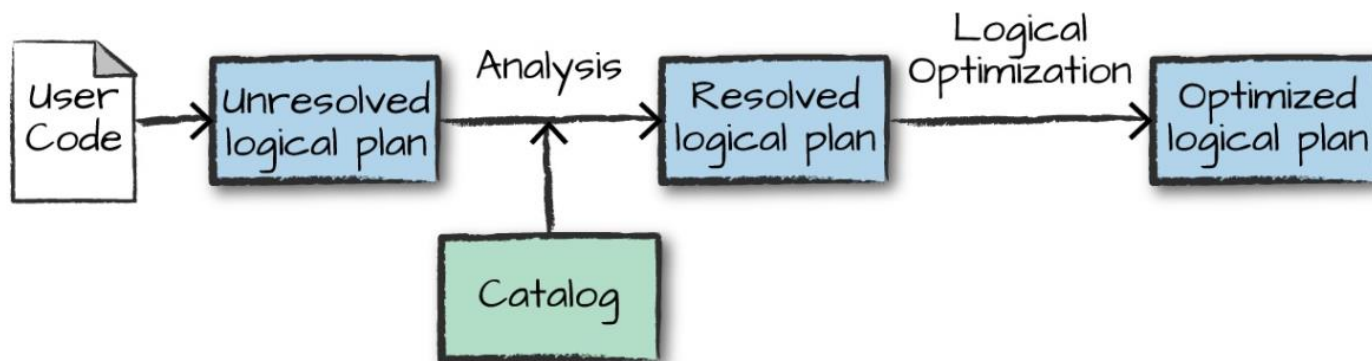 User
Code
Unresolved
logical plan
Analysis
Catalog
Resolved
logical plan
Logical
Optimization
Optimized
logical plan